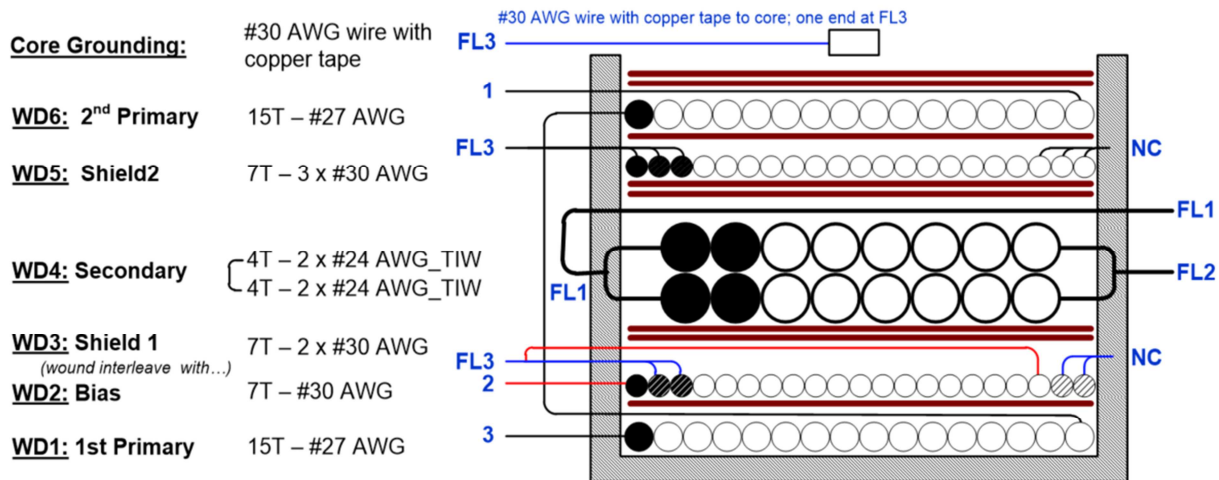 #30 AWG wire with copper tape to core; one end at FL3
Core Grounding:
#30 AWG wire with
copper tape
FL3
1
WD6: 2nd Primary
15T – #27 AWG
FL3
NC
WD5: Shield2
7T – 3 x #30 AWG
FL1
WD4: Secondary
4T – 2 x #24 AWG_TIW
4T – 2 x #24 AWG_TIW
FL2
FL1
WD3: Shield 1
7T – 2 x #30 AWG
(wound interleave with…)
FL3
NC
WD2: Bias
7T – #30 AWG
2
WD1: 1st Primary
15T – #27 AWG
3